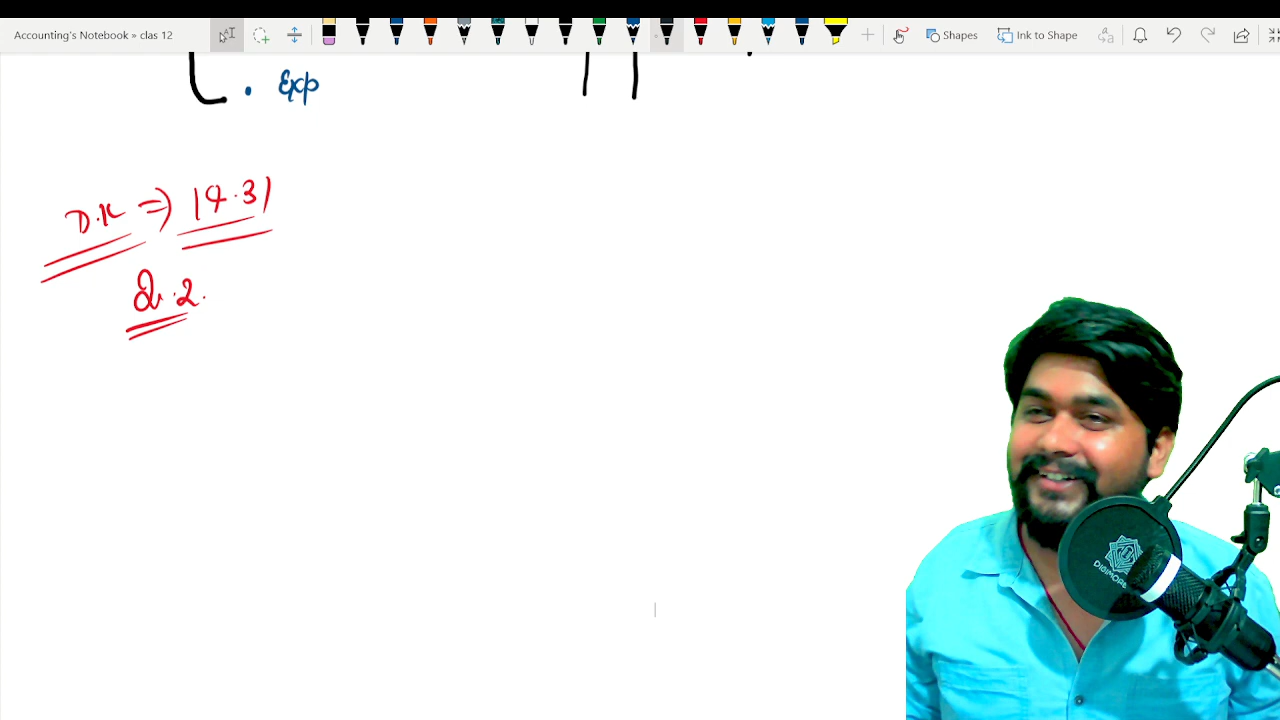 Accounting's Notebook » clas 12
Shapes
Ink to Shape
. Exp
D.K => 14.31
Q.2.